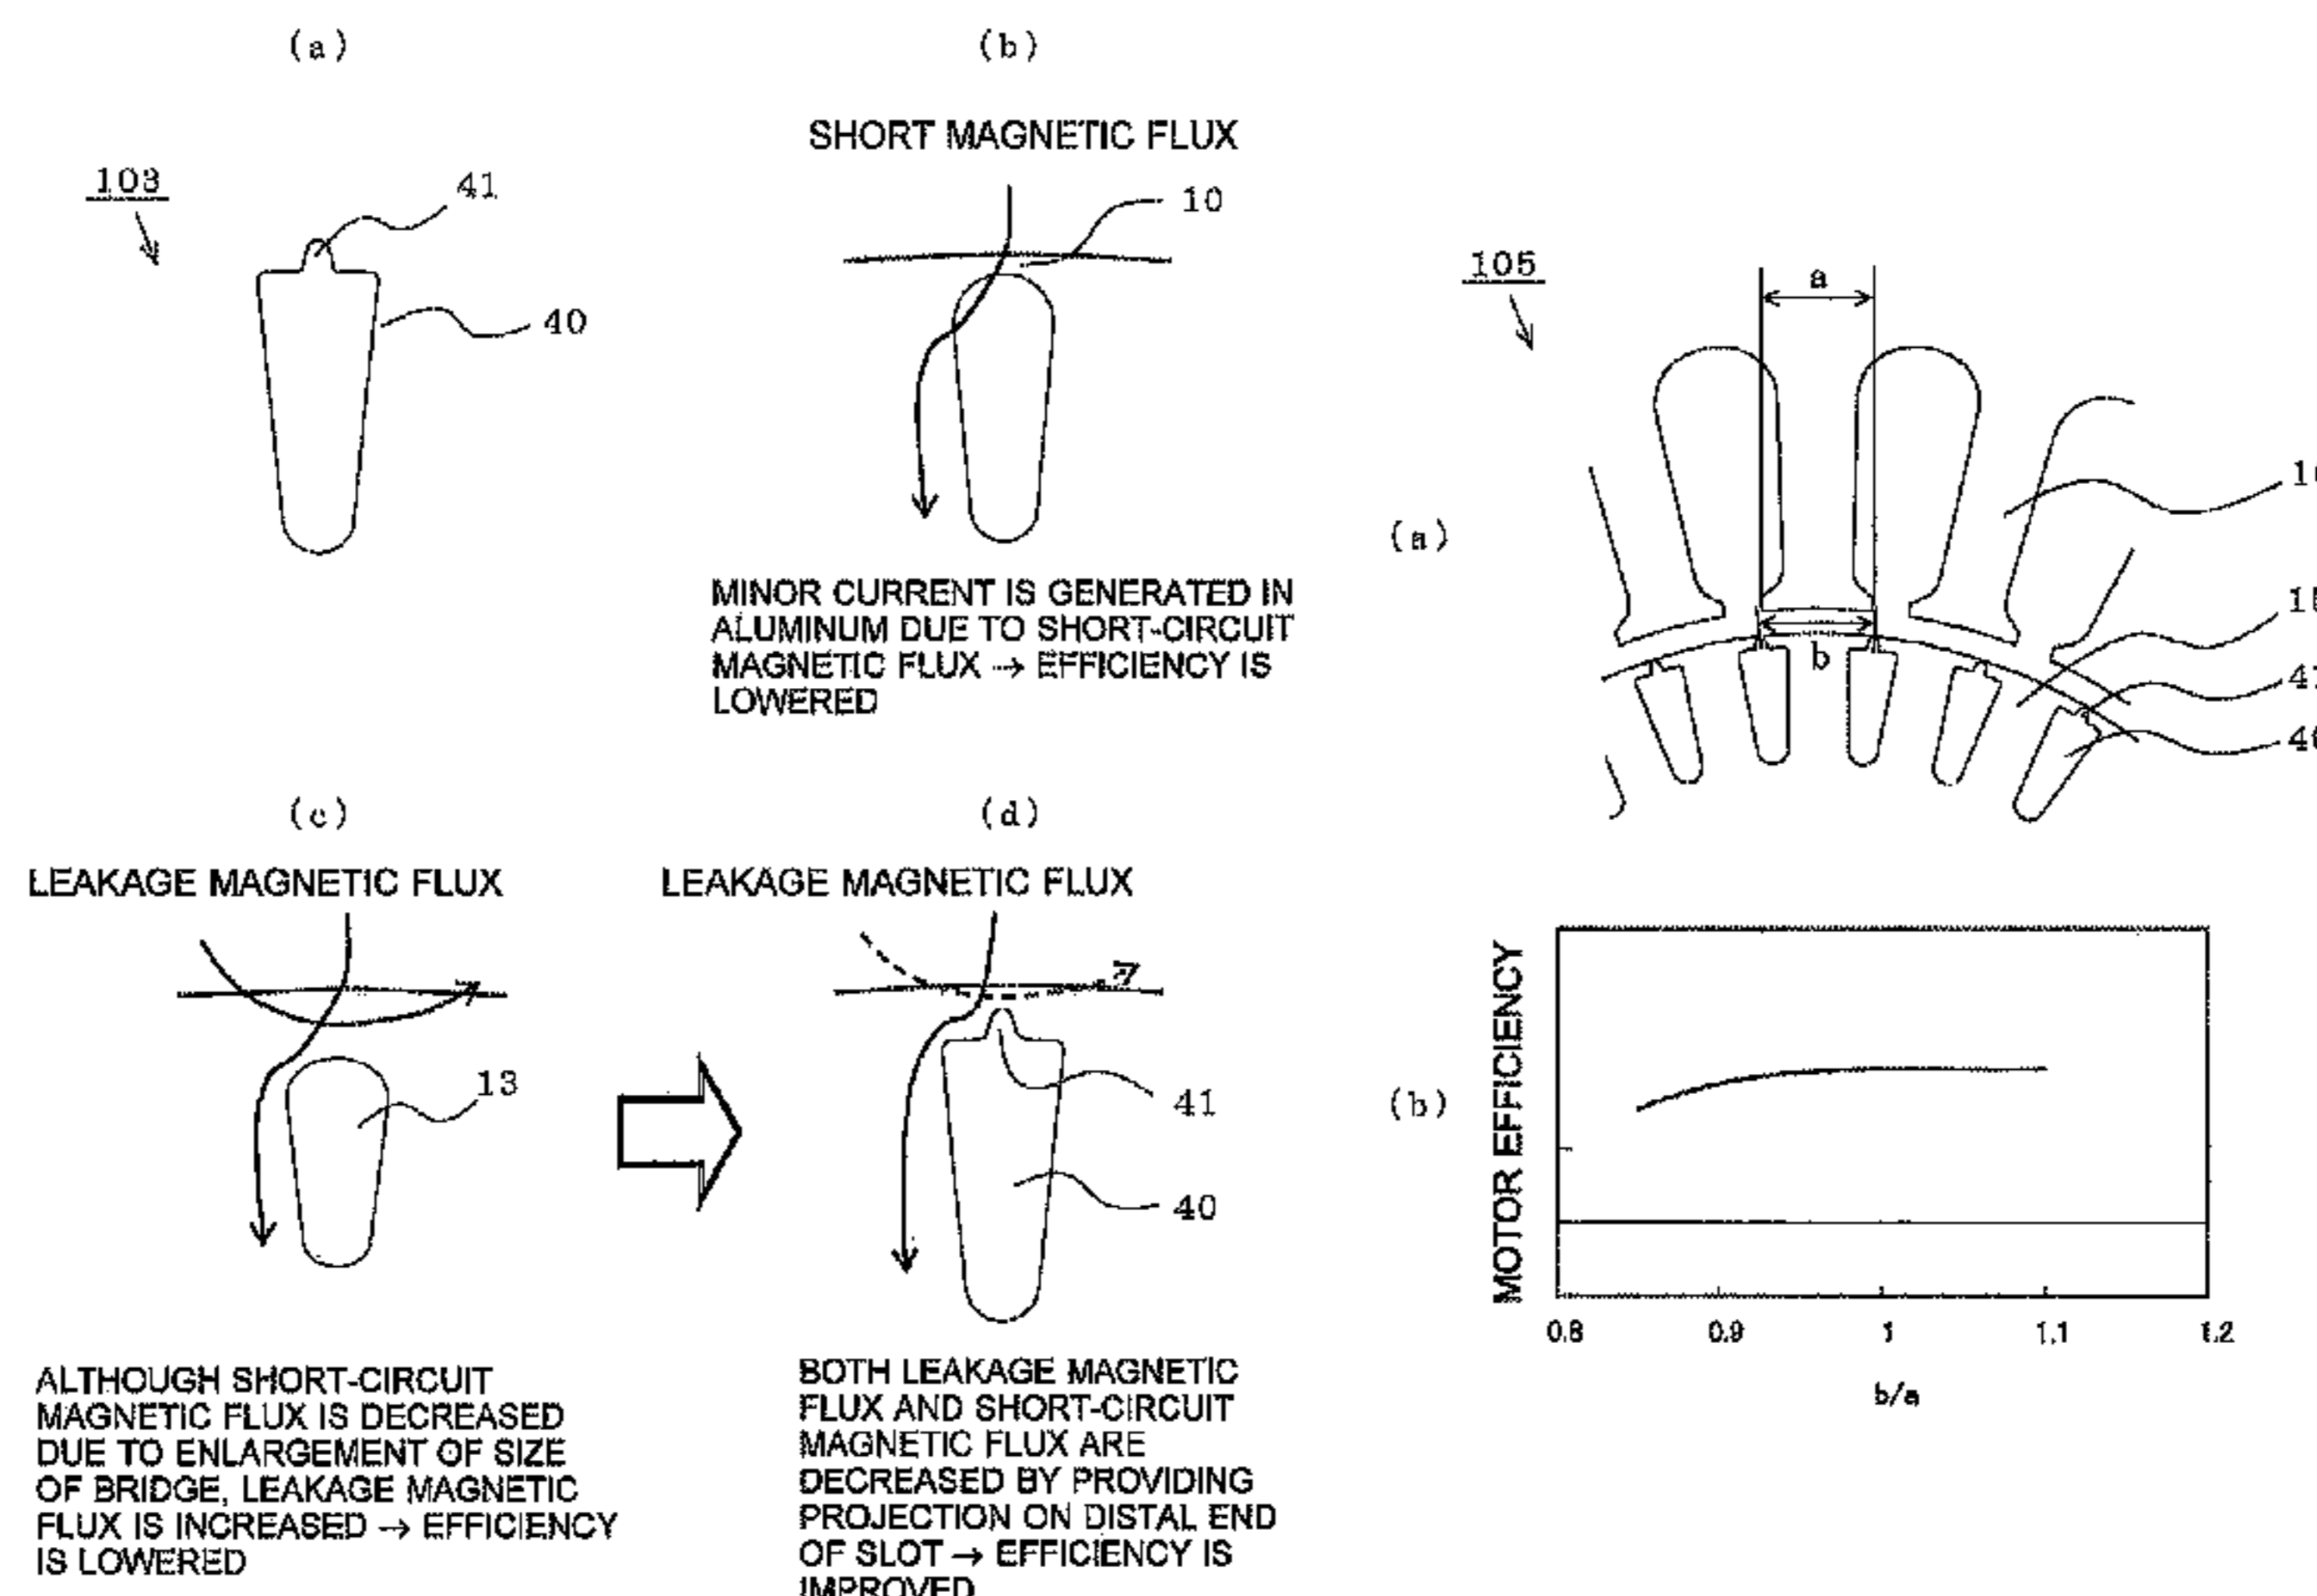 (a)
103
41
40
(b)
SHORT MAGNETIC FLUX
10
MINOR CURRENT IS GENERATED IN
ALUMINUM DUE TO SHORT-CIRCUIT
MAGNETIC FLUX → EFFICIENCY IS
LOWERED
(c)
LEAKAGE MAGNETIC FLUX
13
ALTHOUGH SHORT-CIRCUIT
MAGNETIC FLUX IS DECREASED
DUE TO ENLARGEMENT OF SIZE
OF BRIDGE, LEAKAGE MAGNETIC
FLUX IS INCREASED → EFFICIENCY
IS LOWERED
(d)
LEAKAGE MAGNETIC FLUX
41
40
BOTH LEAKAGE MAGNETIC
FLUX AND SHORT-CIRCUIT
MAGNETIC FLUX ARE
DECREASED BY PROVIDING
PROJECTION ON DISTAL END
OF SLOT → EFFICIENCY IS
IMPROVED
105
(a)
a
b
(b)
MOTOR EFFICIENCY
0.8 0.9 1 1.1 1.2
b/a